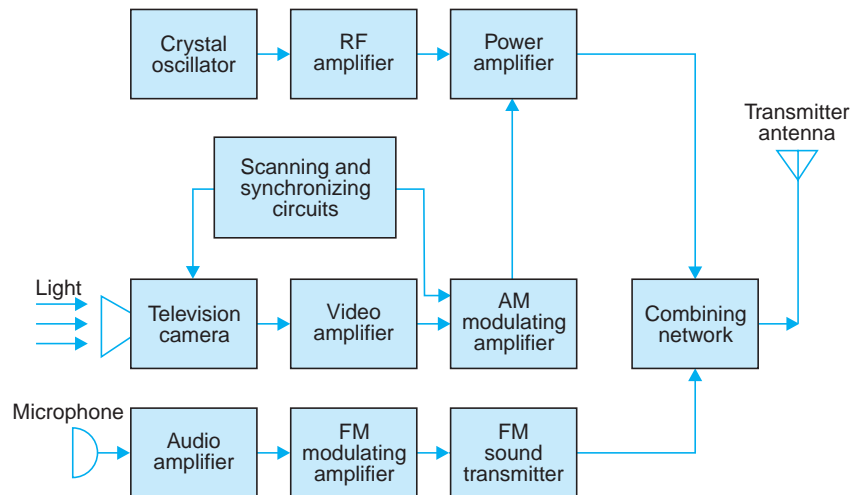 Crystal
oscillator
RF
amplifier
Power
amplifier
Transmitter
antenna
Scanning and
synchronizing
circuits
Light
Television
camera
Video
amplifier
AM
modulating
amplifier
Combining
network
Microphone
Audio
amplifier
FM
modulating
amplifier
FM
sound
transmitter